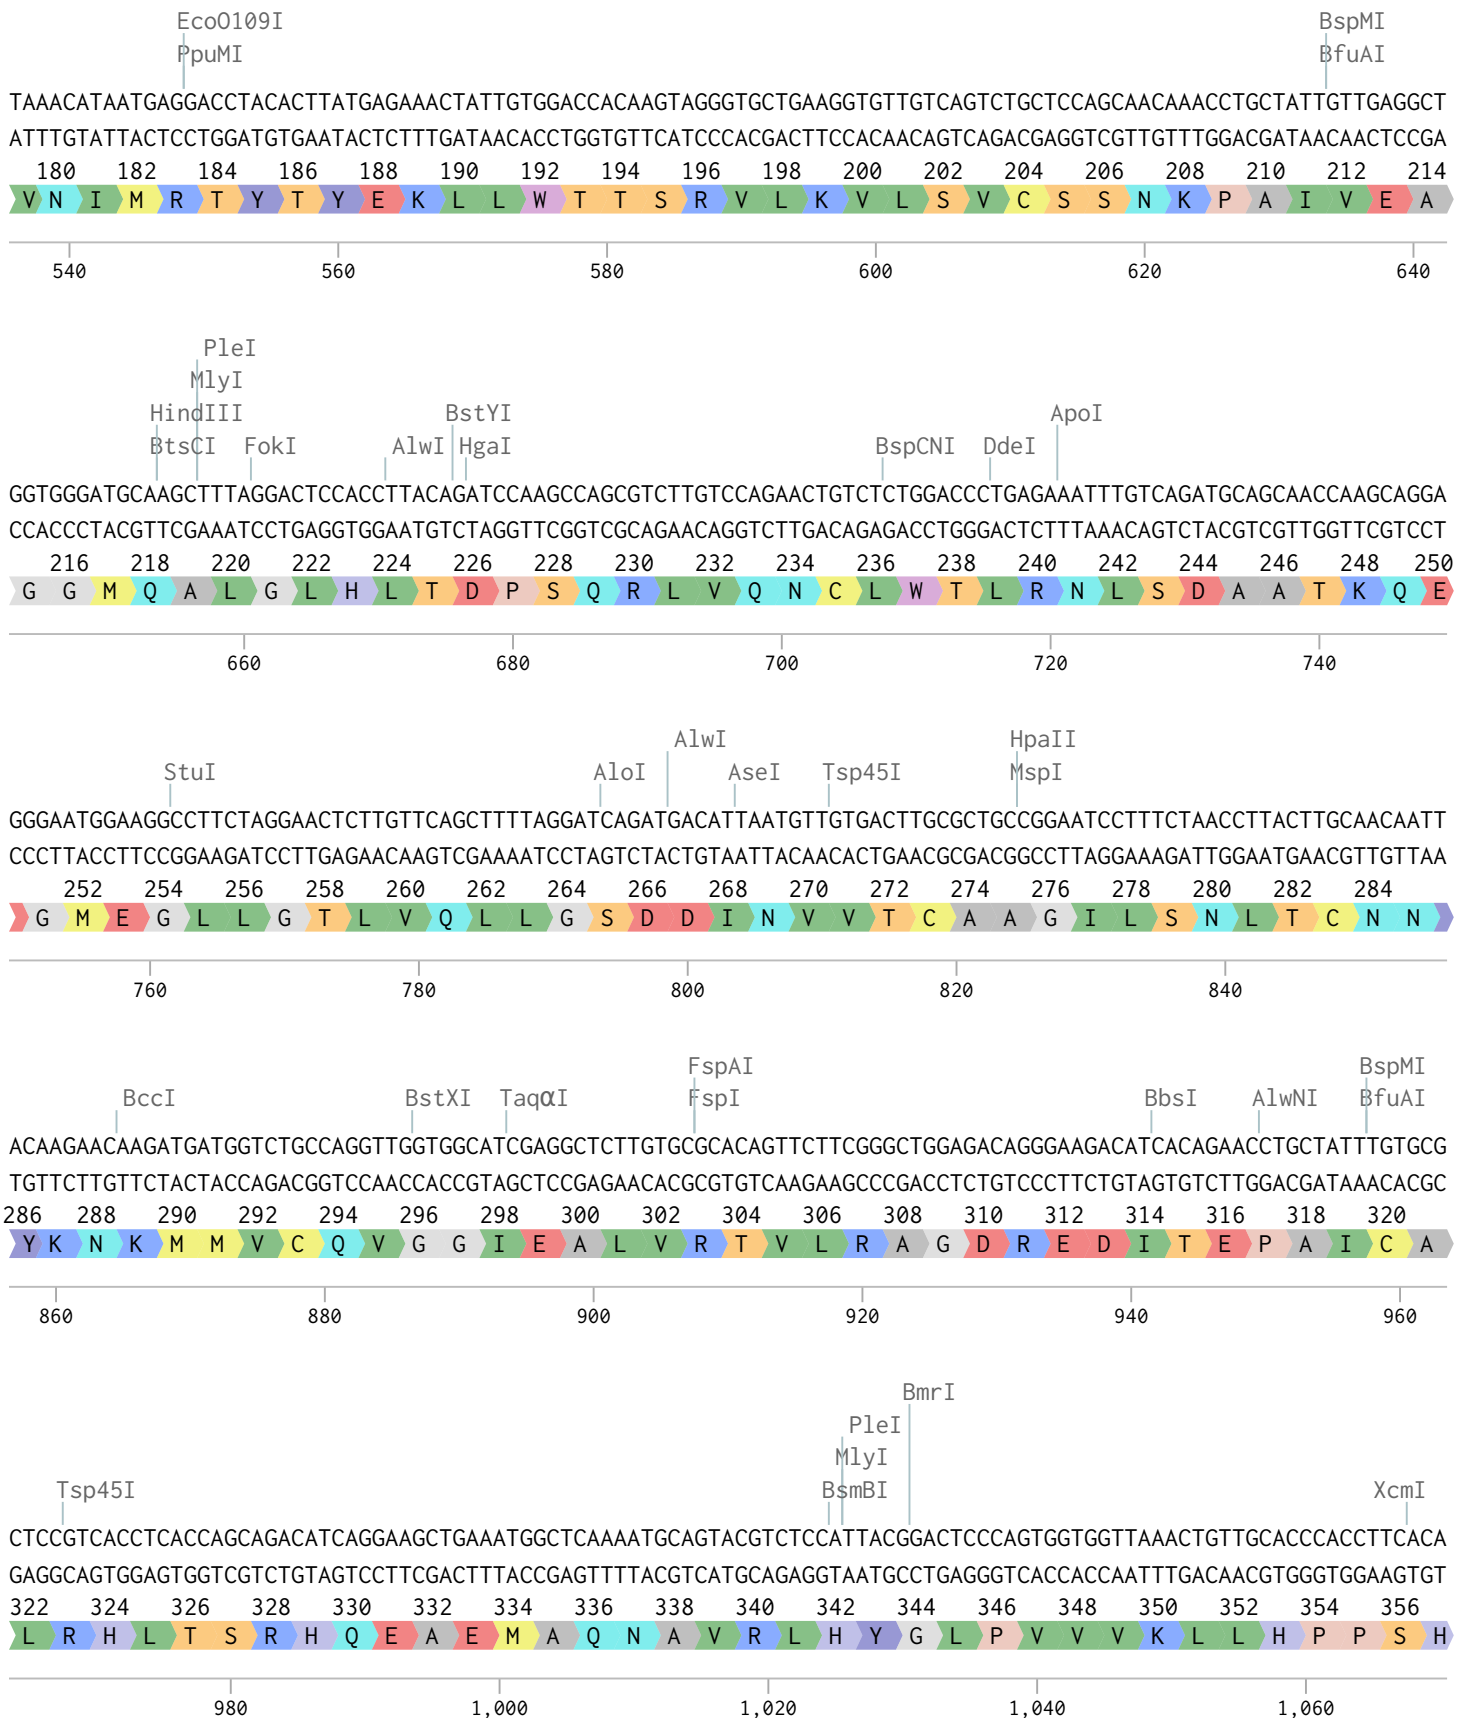 EcoO109I BspMI
PpuMI BfuAI
TAAACATAATGAGGACCTACACTTATGAGAAACTATTGTGGACCACAAGTAGGGTGCTGAAGGTGTTGTCAGTCTGCTCCAGCAACAAACCTGCTATTGTTGAGGCT
ATTTGTATTACTCCTGGATGTGAATACTCTTTGATAACACCTGGTGTTCATCCCACGACTTCCACAACAGTCAGACGAGGTCGTTGTTTGGACGATAACAACTCCGA
180 182 184 186 188 190 192 194 196 198 200 202 204 206 208 210 212 214
V N I M R T Y T Y E K L L W T T S R V L K V L S V C S S N K P A I V E A
540 560 580 600 620 640
PleI
MlyI
HindIII BstYI ApoI
BtsCI FokI AlwI HgaI BspCNI DdeI
GGTGGGATGCAAGCTTTAGGACTCCACCTTACAGATCCAAGCCAGCGTCTTGTCCAGAACTGTCTCTGGACCCTGAGAAATTTGTCAGATGCAGCAACCAAGCAGGA
CCACCCTACGTTCGAAATCCTGAGGTGGAATGTCTAGGTTCGGTCGCAGAACAGGTCTTGACAGAGACCTGGGACTCTTTAAACAGTCTACGTCGTTGGTTCGTCCT
216 218 220 222 224 226 228 230 232 234 236 238 240 242 244 246 248 250
G G M Q A L G L H L T D P S Q R L V Q N C L W T L R N L S D A A T K Q E
660 680 700 720 740
AlwI HpaII
StuI AloI AseI Tsp45I MspI
GGGAATGGAAGGCCTTCTAGGAACTCTTGTTCAGCTTTTAGGATCAGATGACATTAATGTTGTGACTTGCGCTGCCGGAATCCTTTCTAACCTTACTTGCAACAATT
CCCTTACCTTCCGGAAGATCCTTGAGAACAAGTCGAAAATCCTAGTCTACTGTAATTACAACACTGAACGCGACGGCCTTAGGAAAGATTGGAATGAACGTTGTTAA
252 254 256 258 260 262 264 266 268 270 272 274 276 278 280 282 284
G M E G L L G T L V Q L L G S D D I N V V T C A A G I L S N L T C N N
760 780 800 820 840
FspAI BspMI
BccI BstXI TaqαI FspI BbsI AlwNI BfuAI
ACAAGAACAAGATGATGGTCTGCCAGGTTGGTGGCATCGAGGCTCTTGTGCGCACAGTTCTTCGGGCTGGAGACAGGGAAGACATCACAGAACCTGCTATTTGTGCG
TGTTCTTGTTCTACTACCAGACGGTCCAACCACCGTAGCTCCGAGAACACGCGTGTCAAGAAGCCCGACCTCTGTCCCTTCTGTAGTGTCTTGGACGATAAACACGC
286 288 290 292 294 296 298 300 302 304 306 308 310 312 314 316 318 320
Y K N K M M V C Q V G G I E A L V R T V L R A G D R E D I T E P A I C A
860 880 900 920 940 960
BmrI
PleI
MlyI
Tsp45I BsmBI XcmI
CTCCGTCACCTCACCAGCAGACATCAGGAAGCTGAAATGGCTCAAAATGCAGTACGTCTCCATTACGGACTCCCAGTGGTGGTTAAACTGTTGCACCCACCTTCACA
GAGGCAGTGGAGTGGTCGTCTGTAGTCCTTCGACTTTACCGAGTTTTACGTCATGCAGAGGTAATGCCTGAGGGTCACCACCAATTTGACAACGTGGGTGGAAGTGT
322 324 326 328 330 332 334 336 338 340 342 344 346 348 350 352 354 356
L R H L T S R H Q E A E M A Q N A V R L H Y G L P V V V K L L H P P S H
980 1,000 1,020 1,040 1,060